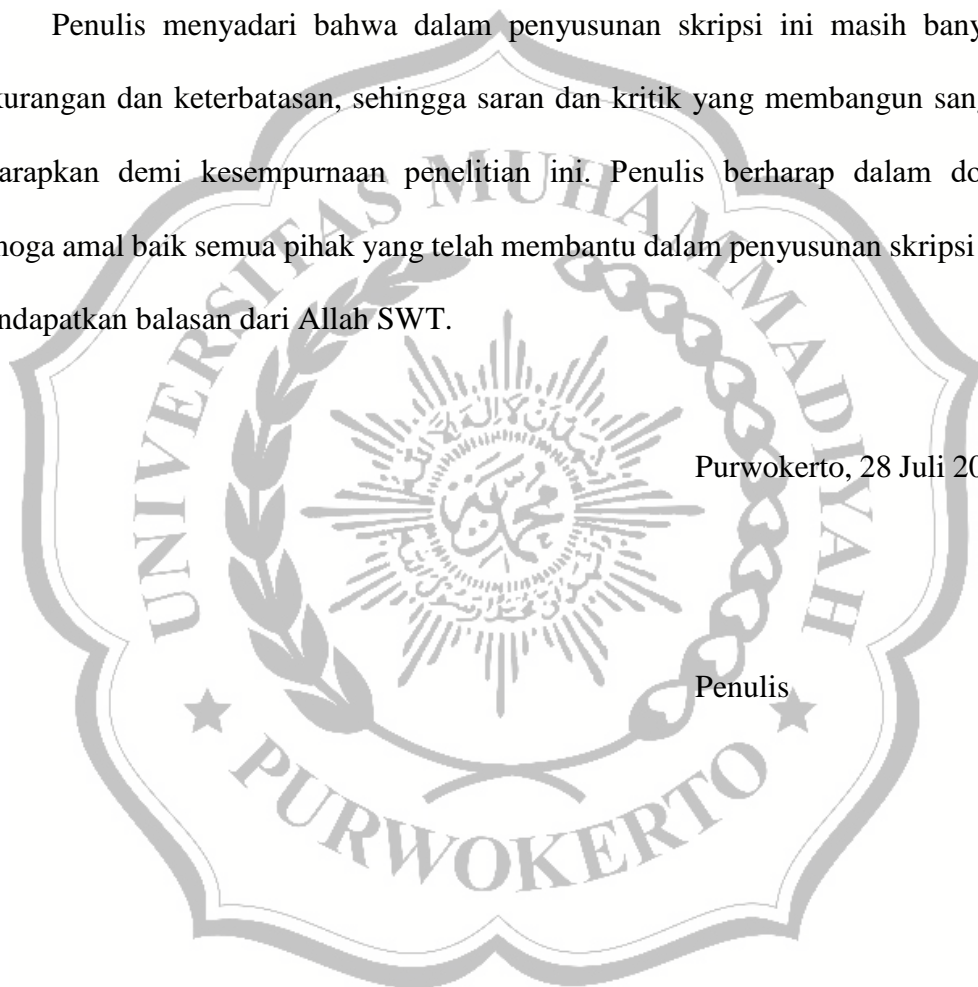 Penulis menyadari bahwa dalam penyusunan skripsi ini masih bany
kurangan dan keterbatasan, sehingga saran dan kritik yang membangun sang
arapkan demi kesempurnaan penelitian ini. Penulis berharap dalam do
noga amal baik semua pihak yang telah membantu dalam penyusunan skripsi
ndapatkan balasan dari Allah SWT.
Purwokerto, 28 Juli 20
Penulis
UNIVERSITAS MUHAMMADIYAH
PURWOKERTO